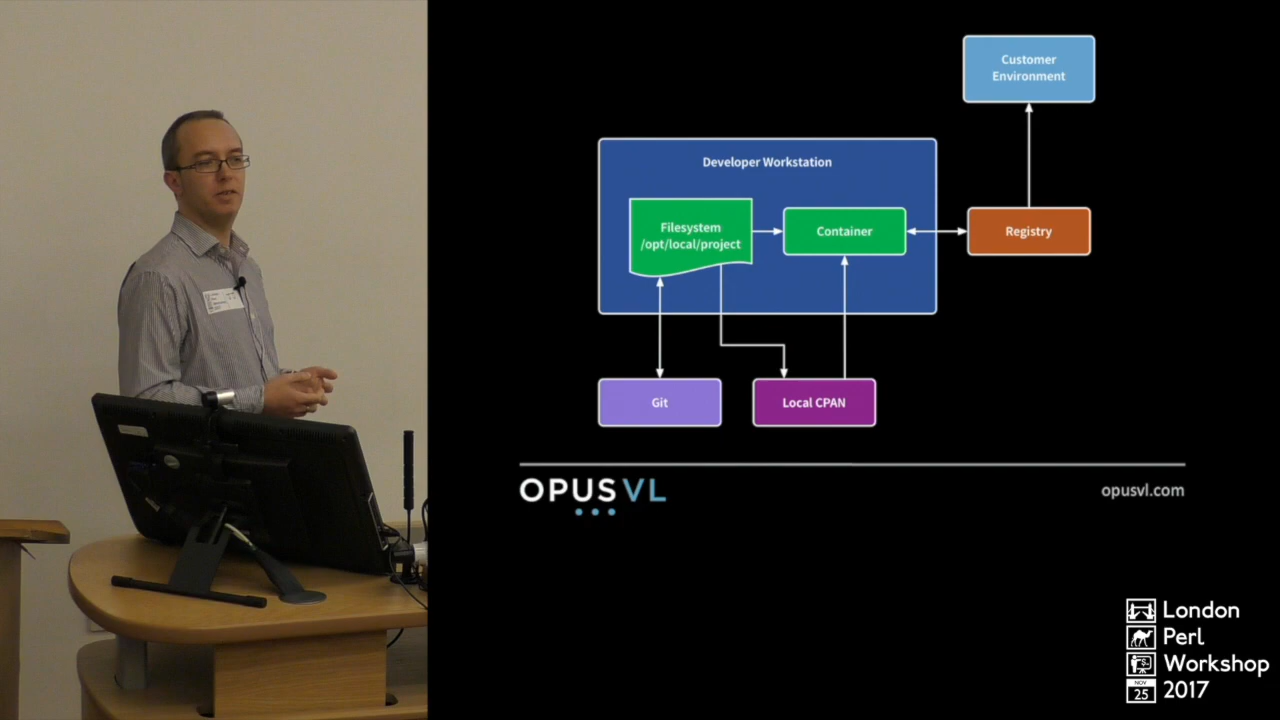 Customer
Environment
Developer Workstation
Filesystem
/opt/local/project
Container
Registry
Git
Local CPAN
OPUSVL
opusvl.com
London
Perl
Workshop
NOV
25
2017